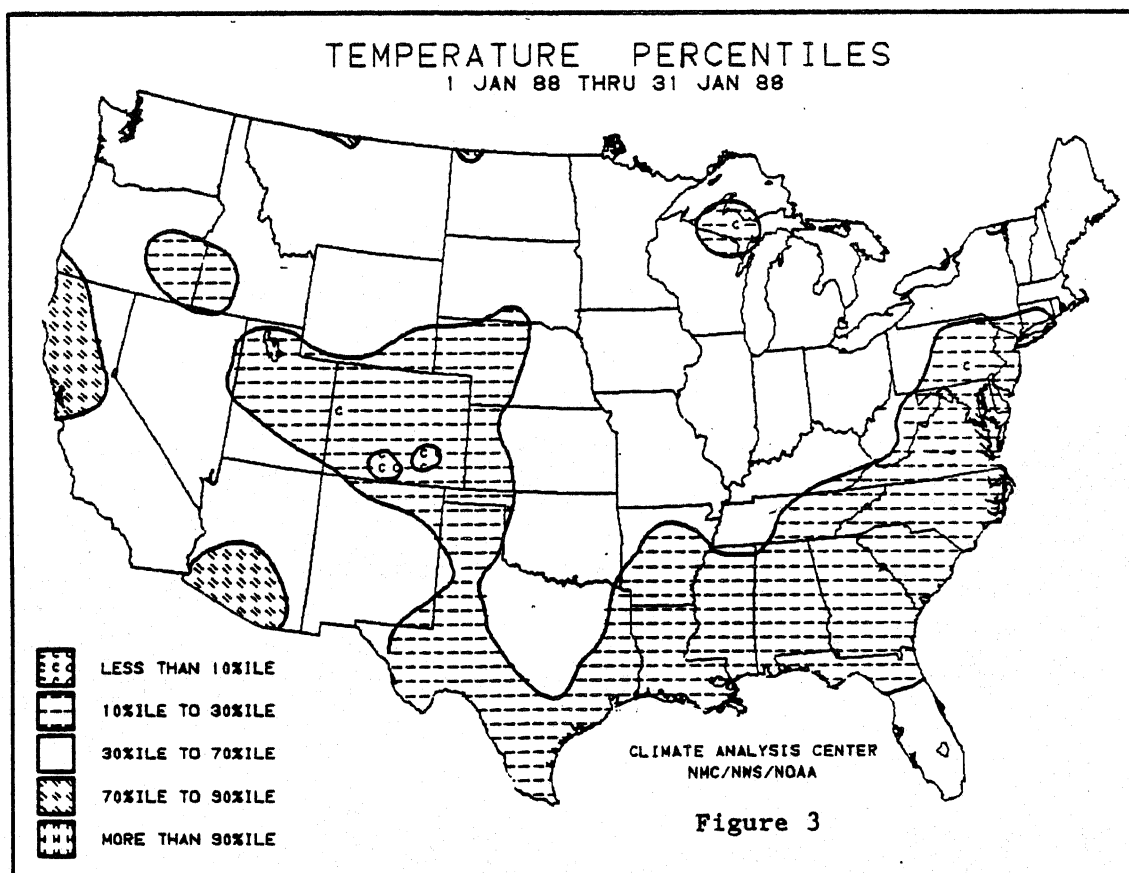 TEMPERATURE PERCENTILES
1 JAN 88 THRU 31 JAN 88
C
C
C
C
C C
LESS THAN 10%ILE
10%ILE TO 30%ILE
30%ILE TO 70%ILE
70%ILE TO 90%ILE
MORE THAN 90%ILE
CLIMATE ANALYSIS CENTER
NMC/NWS/NOAA
Figure 3